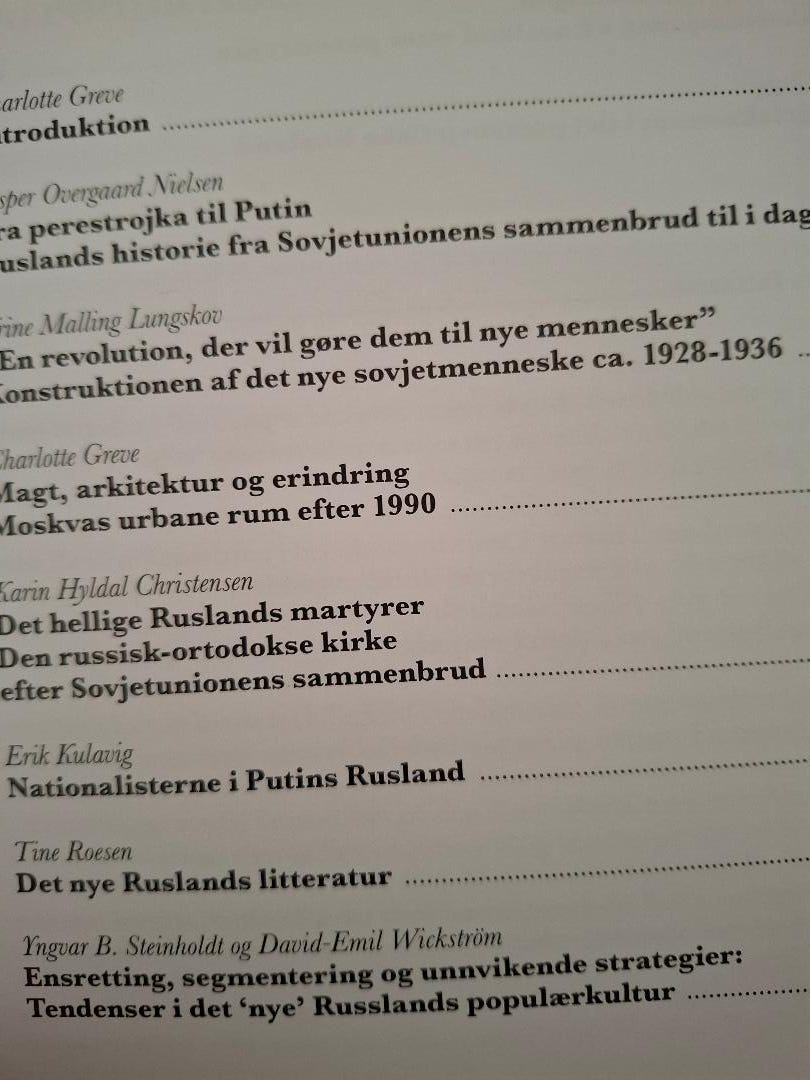 arlotte Greve
troduktion
sper Overgaard Nielsen
ra perestrojka til Putin
uslands historie fra Sovjetunionens sammenbrud til i dag
rine Malling Lungskov
En revolution, der vil gøre dem til nye mennesker”
Konstruktionen af det nye sovjetmenneske ca. 1928-1936
Charlotte Greve
Magt, arkitektur og erindring
Moskvas urbane rum efter 1990
Karin Hyldal Christensen
Det hellige Ruslands martyrer
Den russisk-ortodokse kirke
efter Sovjetunionens sammenbrud
Erik Kulavig
Nationalisterne i Putins Rusland
Tine Roesen
Det nye Ruslands litteratur
Yngvar B. Steinholdt og David-Emil Wickström
Ensretting, segmentering og unnvikende strategier:
Tendenser i det ‘nye’ Russlands populærkultur